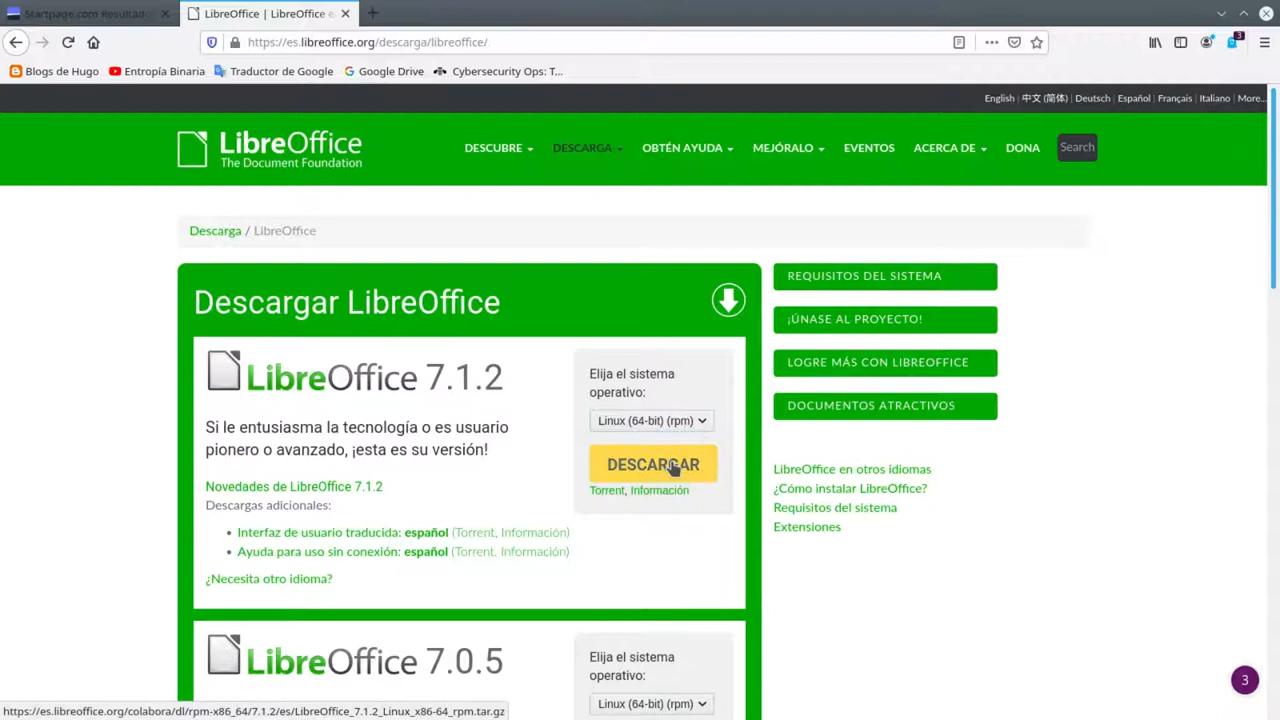 Startpage.com Resultado
LibreOffice | LibreOffice e
https://es.libreoffice.org/descarga/libreoffice/
3
Blogs de Hugo
Entropía Binaria
Traductor de Google
Google Drive
Cybersecurity Ops: T...
English | 中文 (简体) | Deutsch | Español | Français | Italiano | More...
LibreOffice
The Document Foundation
DESCUBRE
DESCARGA
OBTÉN AYUDA
MEJÓRALO
EVENTOS
ACERCA DE
DONA
Search
Descarga / LibreOffice
Descargar LibreOffice
LibreOffice 7.1.2
Si le entusiasma la tecnología o es usuario
pionero o avanzado, ¡esta es su versión!
Novedades de LibreOffice 7.1.2
Descargas adicionales:
• Interfaz de usuario traducida: español (Torrent, Información)
• Ayuda para uso sin conexión: español (Torrent, Información)
¿Necesita otro idioma?
Elija el sistema
operativo:
Linux (64-bit) (rpm)
DESCARGAR
Torrent, Información
REQUISITOS DEL SISTEMA
¡ÚNASE AL PROYECTO!
LOGRE MÁS CON LIBREOFFICE
DOCUMENTOS ATRACTIVOS
LibreOffice en otros idiomas
¿Cómo instalar LibreOffice?
Requisitos del sistema
Extensiones
LibreOffice 7.0.5
Elija el sistema
operativo:
Linux (64-bit) (rpm)
3
https://es.libreoffice.org/colabora/dl/rpm-x86_64/7.1.2/es/LibreOffice_7.1.2_Linux_x86-64_rpm.tar.gz